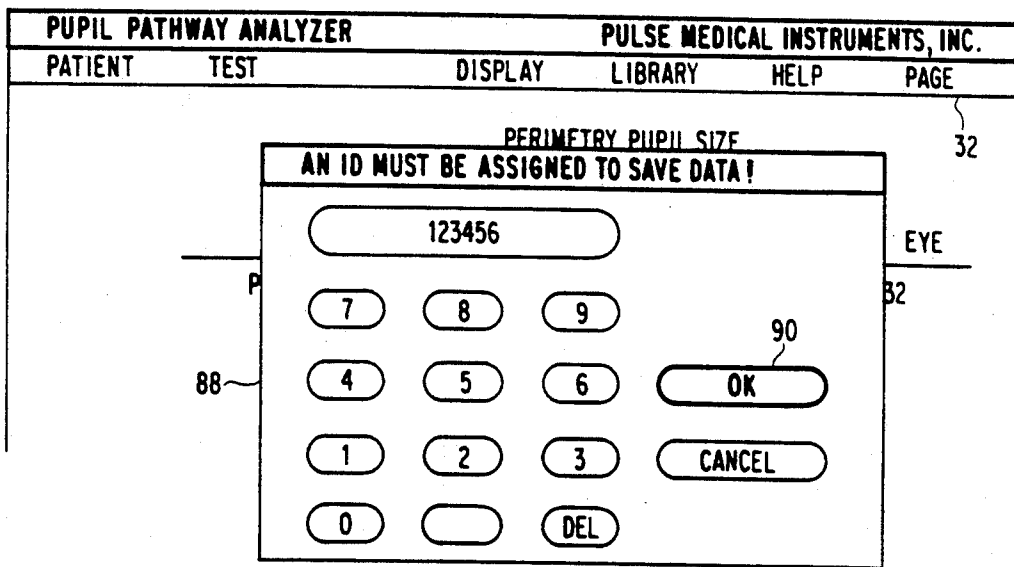 PUPIL PATHWAY ANALYZER PULSE MEDICAL INSTRUMENTS, INC.
PATIENT TEST DISPLAY LIBRARY HELP PAGE
32
PERIMETRY PUPIL SIZE
AN ID MUST BE ASSIGNED TO SAVE DATA!
123456
EYE
P 32
7 8 9
90
88 4 5 6 OK
1 2 3 CANCEL
0 DEL